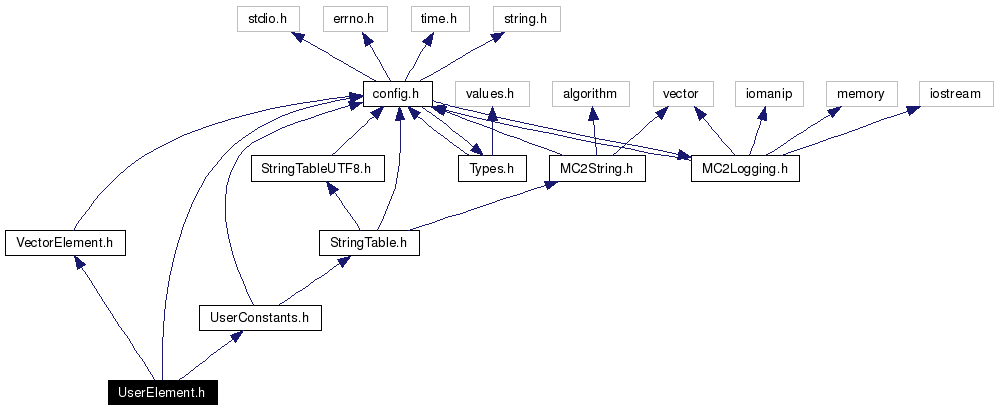 stdio.h
errno.h
time.h
string.h
config.h
values.h
algorithm
vector
iomanip
memory
iostream
StringTableUTF8.h
Types.h
MC2String.h
MC2Logging.h
VectorElement.h
StringTable.h
UserConstants.h
UserElement.h